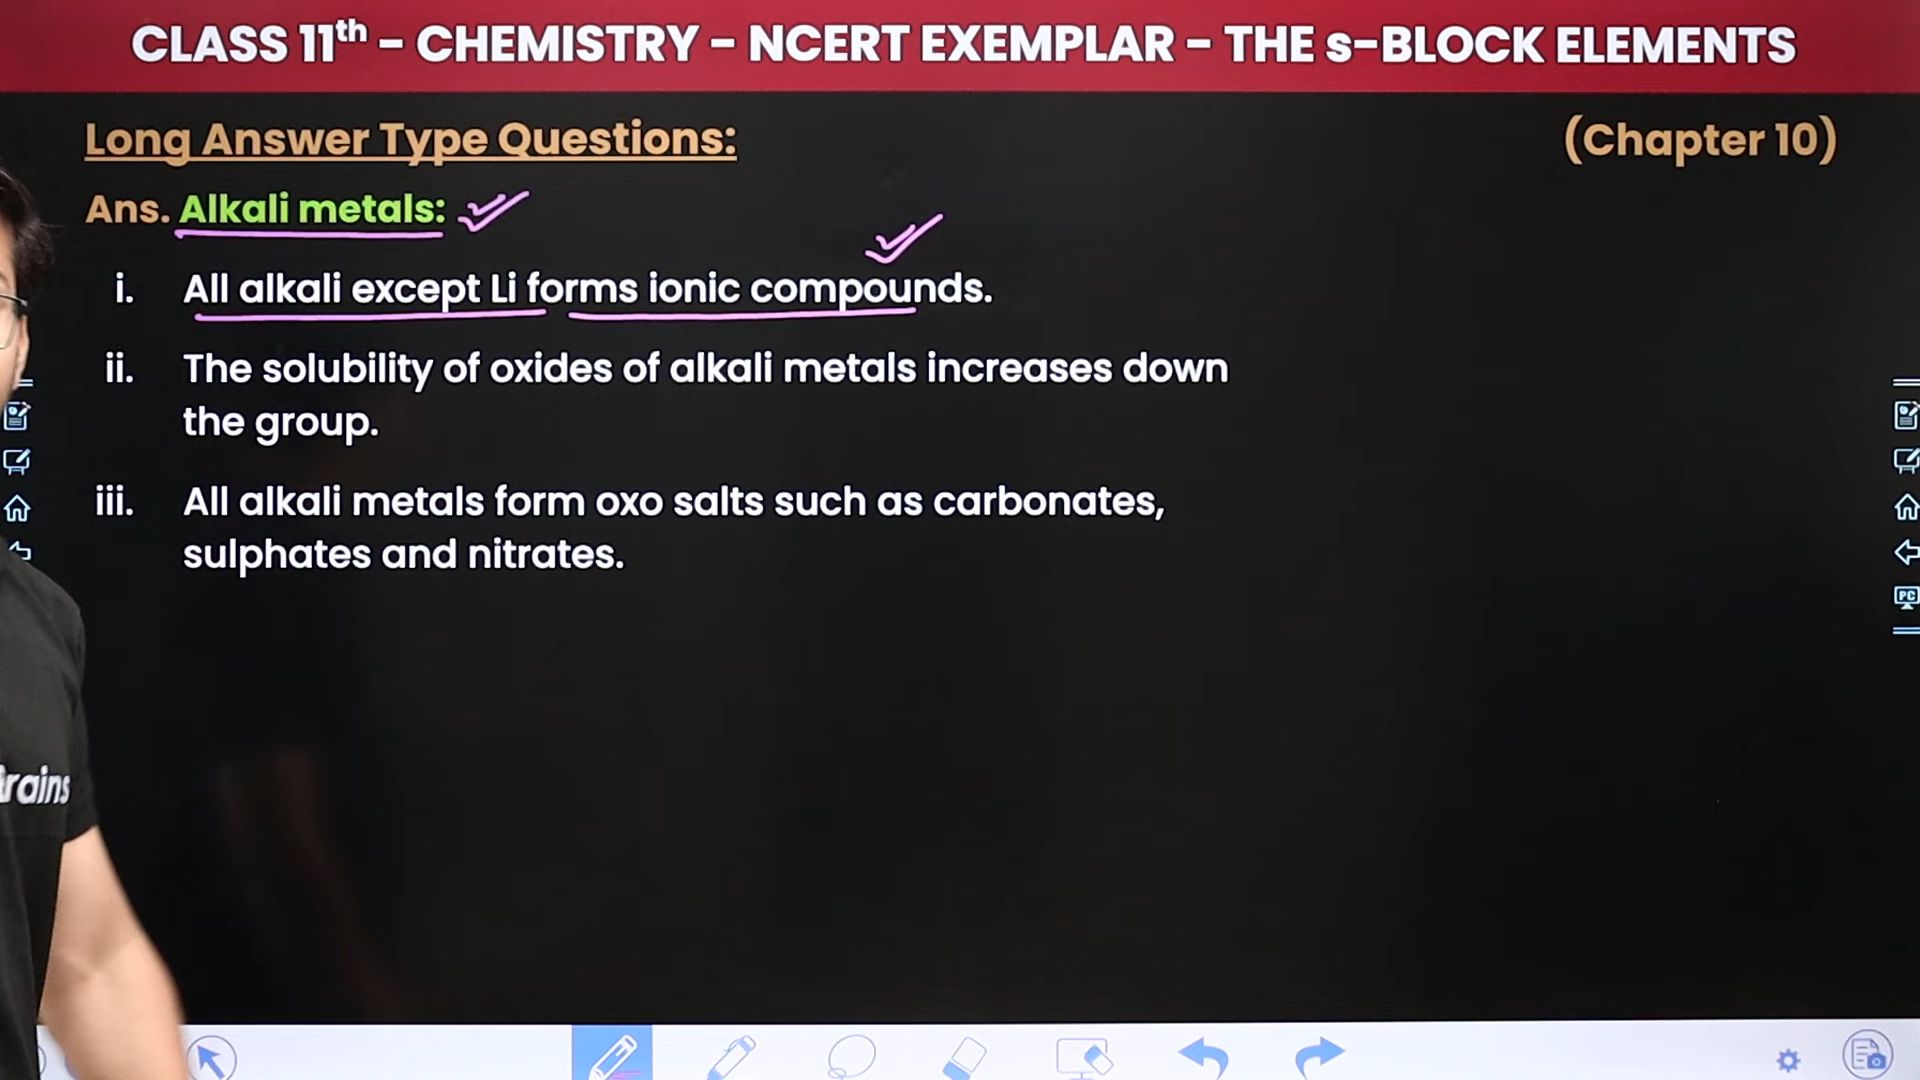 CLASS 11th - CHEMISTRY - NCERT EXEMPLAR - THE s-BLOCK ELEMENTS
Long Answer Type Questions:
(Chapter 10)
Ans. Alkali metals:
i. All alkali except Li forms ionic compounds.
ii. The solubility of oxides of alkali metals increases down
the group.
iii. All alkali metals form oxo salts such as carbonates,
sulphates and nitrates.
rains
PC